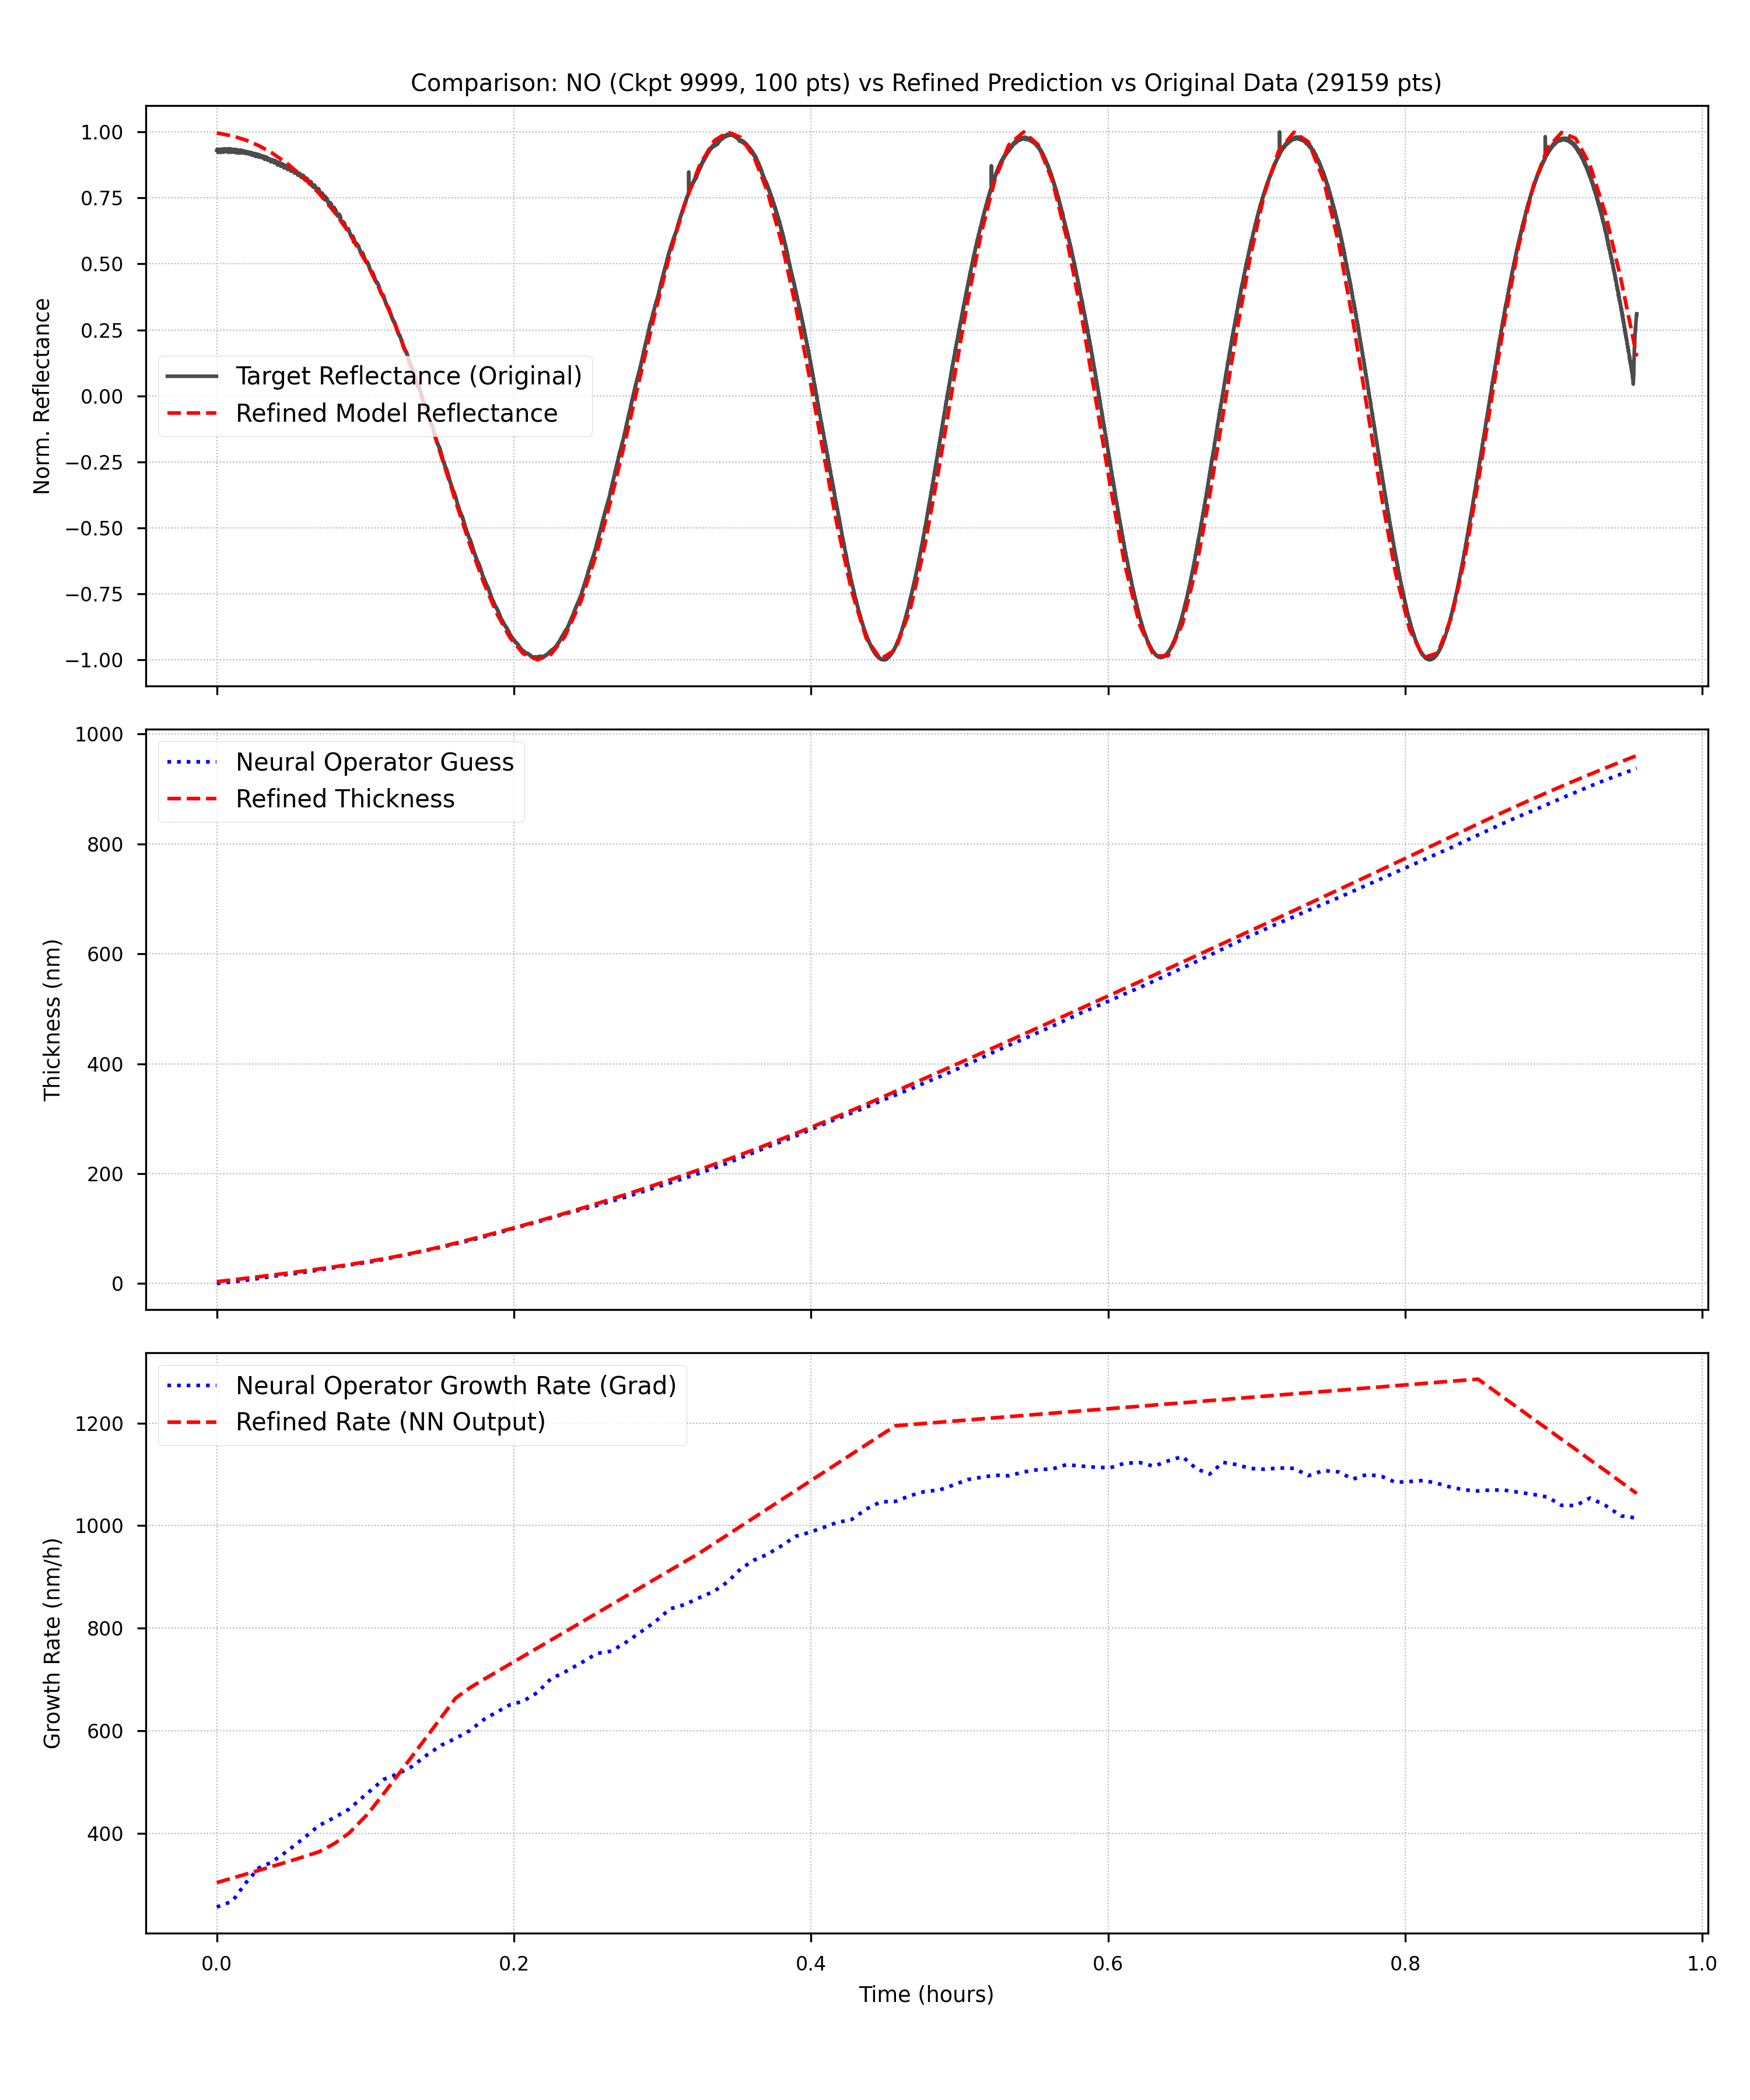 Comparison: NO (Ckpt 9999, 100 pts) vs Refined Prediction vs Original Data (29159 pts)
Norm. Reflectance
1.00
0.75
0.50
0.25
0.00
−0.25
−0.50
−0.75
−1.00
Target Reflectance (Original)
Refined Model Reflectance
Thickness (nm)
1000
800
600
400
200
0
Neural Operator Guess
Refined Thickness
Growth Rate (nm/h)
1200
1000
800
600
400
Neural Operator Growth Rate (Grad)
Refined Rate (NN Output)
0.0 0.2 0.4 0.6 0.8 1.0
Time (hours)